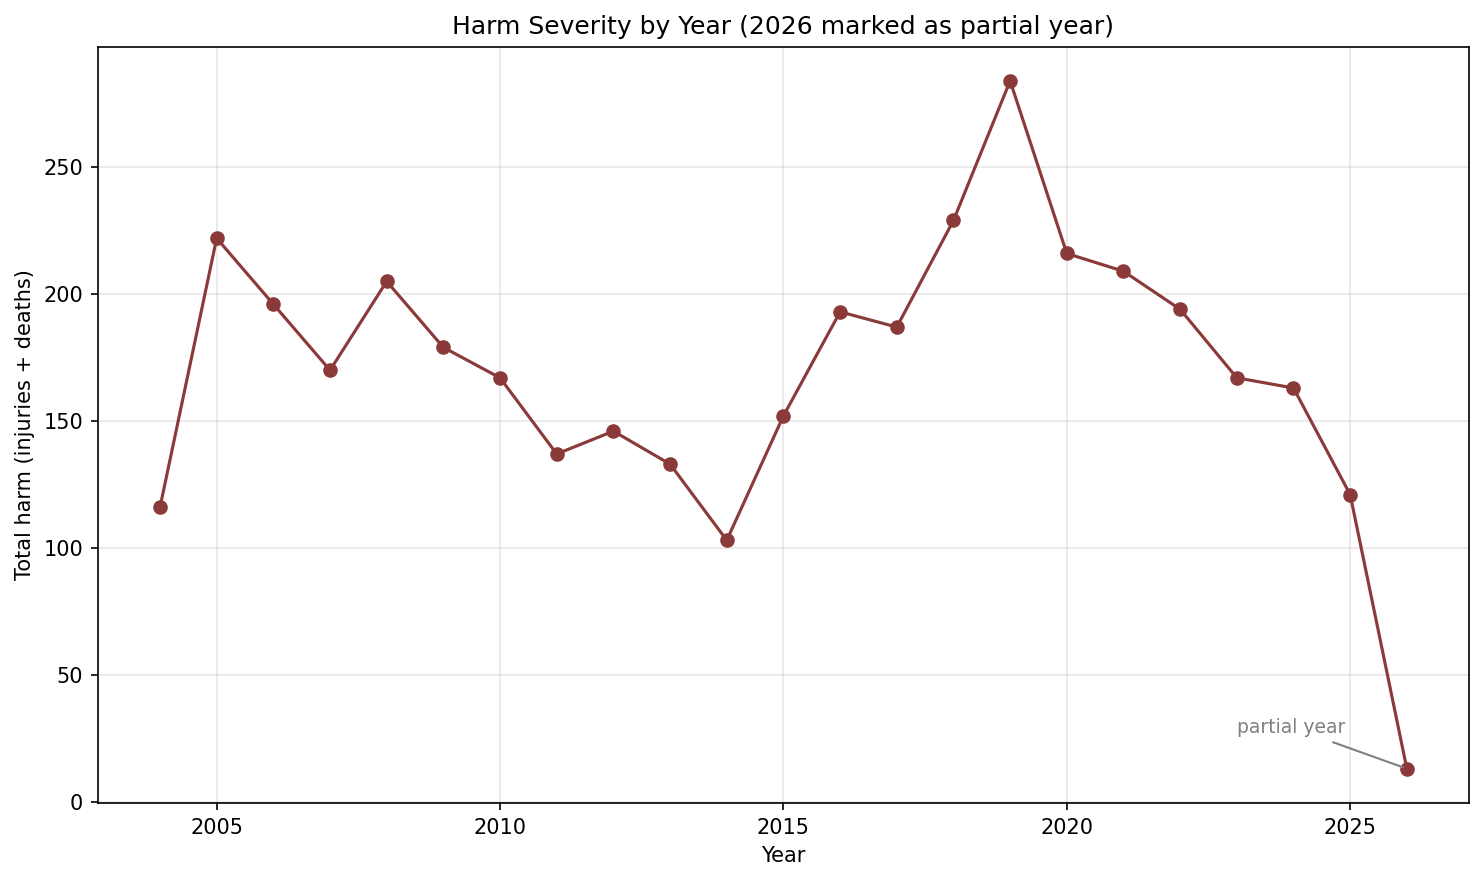 Harm Severity by Year (2026 marked as partial year)
Total harm (injuries + deaths)
250
200
150
100
50
0
partial year
2005
2010
2015
2020
2025
Year